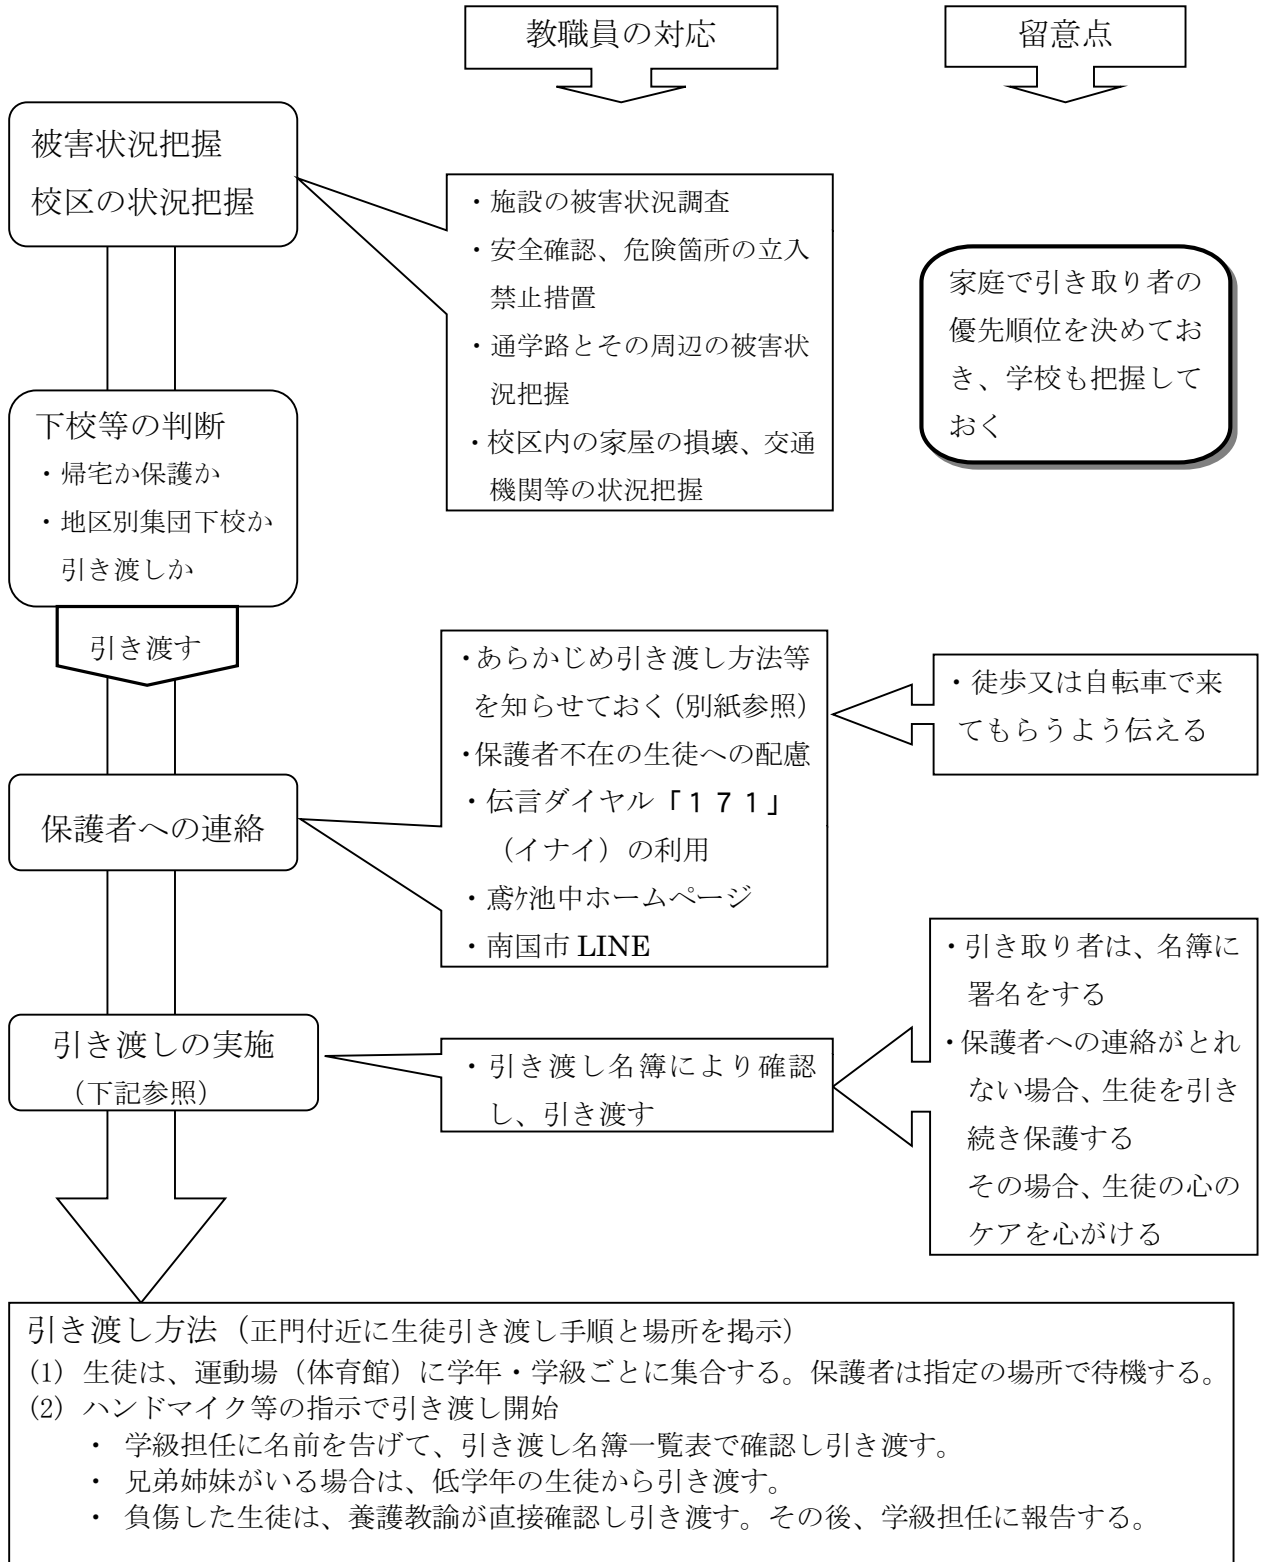 教職員の対応
留意点
被害状況把握
校区の状況把握
・施設の被害状況調査
・安全確認、危険箇所の立入
禁止措置
・通学路とその周辺の被害状
況把握
・校区内の家屋の損壊、交通
機関等の状況把握
家庭で引き取り者の
優先順位を決めてお
き、学校も把握して
おく
下校等の判断
・帰宅か保護か
・地区別集団下校か
引き渡しか
引き渡す
・あらかじめ引き渡し方法等
を知らせておく(別紙参照)
・保護者不在の生徒への配慮
・伝言ダイヤル「１７１」
（イナイ）の利用
・鳶ケ池中ホームページ
・南国市 LINE
・徒歩又は自転車で来
てもらうよう伝える
保護者への連絡
引き渡しの実施
（下記参照）
・引き渡し名簿により確認
し、引き渡す
・引き取り者は、名簿に
署名をする
・保護者への連絡がとれ
ない場合、生徒を引き
続き保護する
その場合、生徒の心の
ケアを心がける
引き渡し方法（正門付近に生徒引き渡し手順と場所を掲示）
(1) 生徒は、運動場（体育館）に学年・学級ごとに集合する。保護者は指定の場所で待機する。
(2) ハンドマイク等の指示で引き渡し開始
・ 学級担任に名前を告げて、引き渡し名簿一覧表で確認し引き渡す。
・ 兄弟姉妹がいる場合は、低学年の生徒から引き渡す。
・ 負傷した生徒は、養護教諭が直接確認し引き渡す。その後、学級担任に報告する。